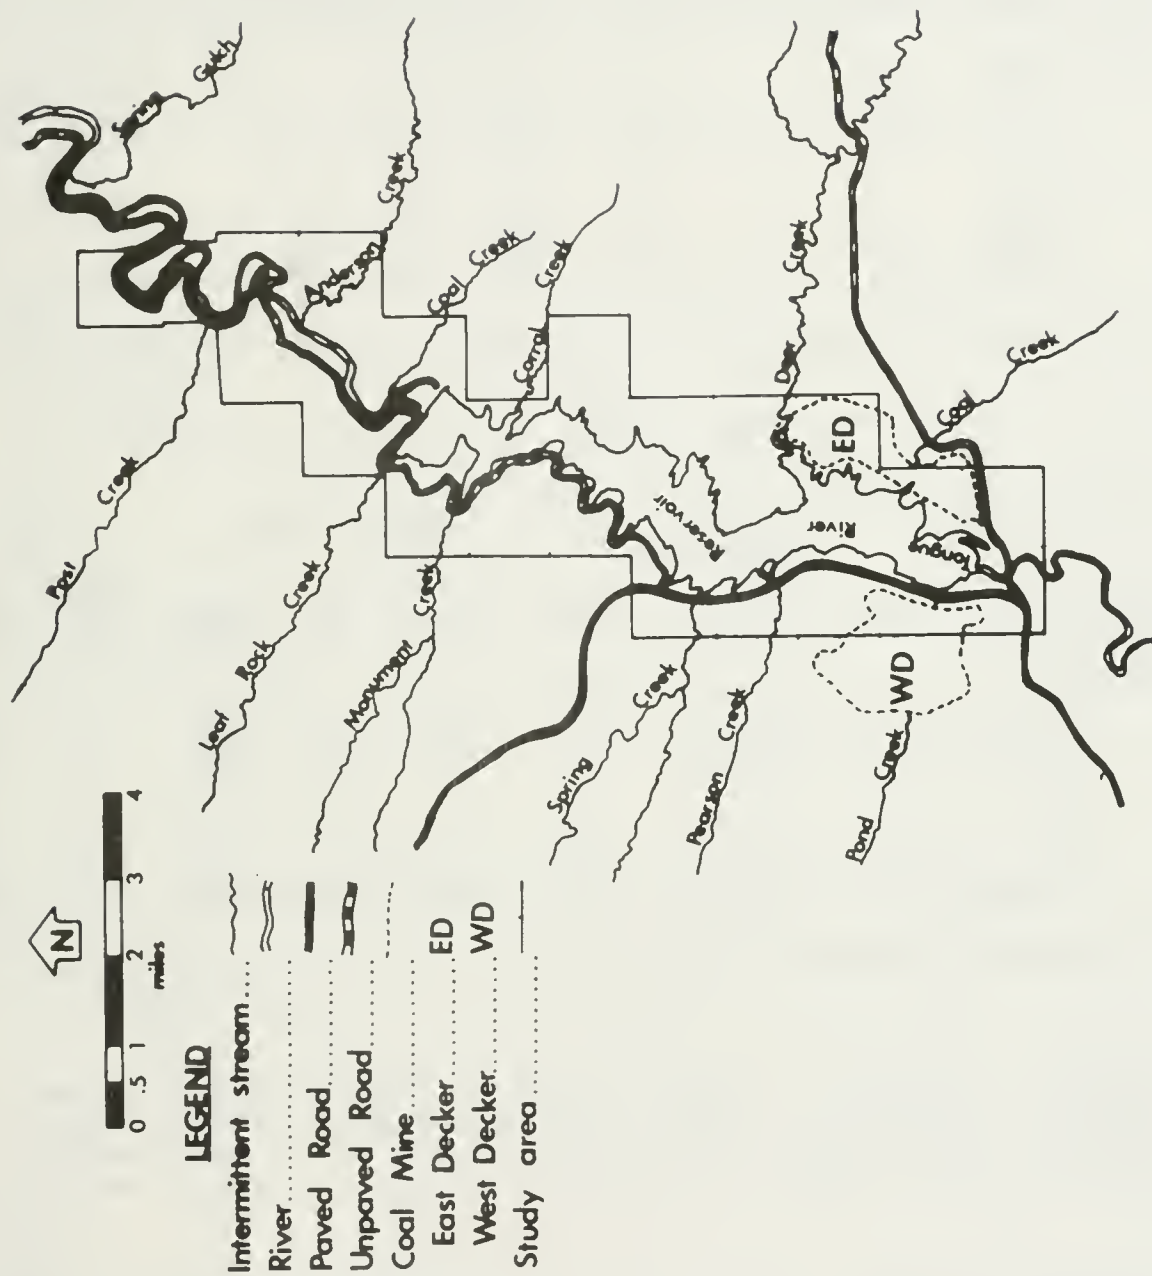 N
0 .5 1 2 3 4
miles
LEGEND
Intermittent stream....
River....................
Paved Road............
Unpaved Road........
Coal Mine..............
East Decker.......... ED
West Decker.......... WD
Study area.............
Spring Gulch
Anderson Creek
Coal Creek
Corral Creek
Post Creek
Leaf Rock Creek
Monument Creek
Reservoir
River
Tongue
Deer Creek
ED
Coal Creek
Spring Creek
Pearson Creek
Pond Creek
WD